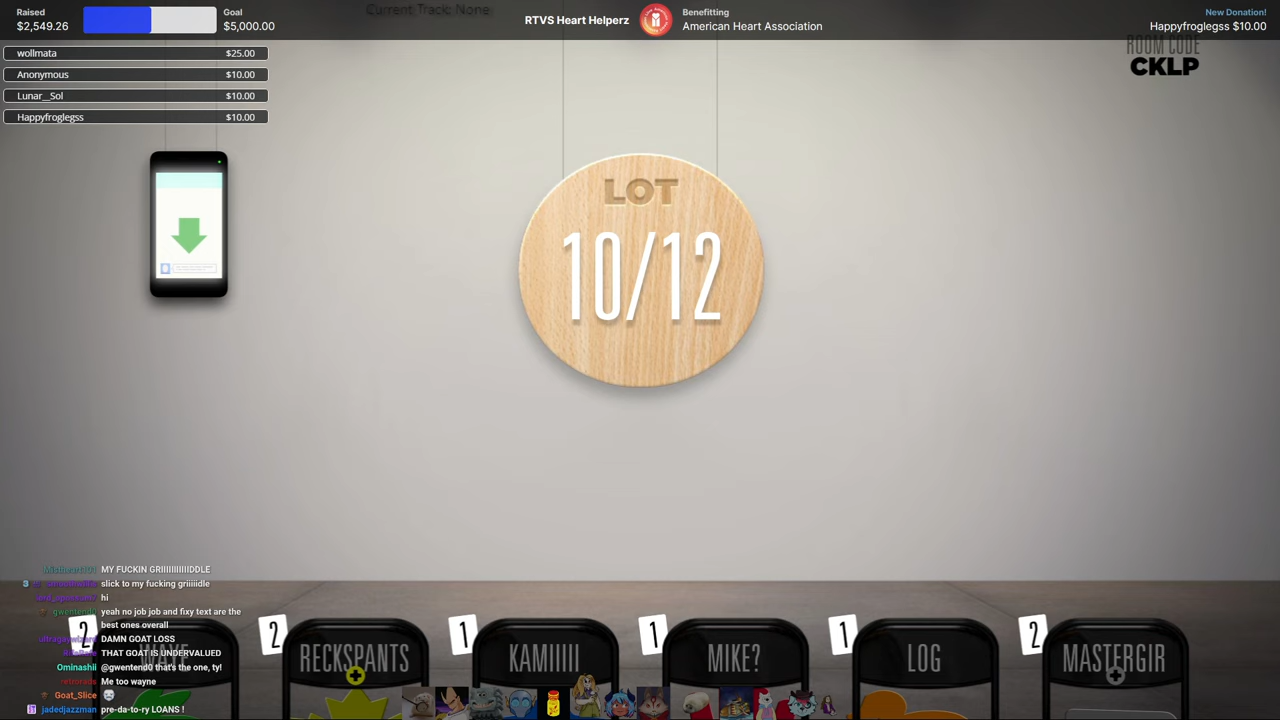 Raised
$2,549.26
Goal
$5,000.00
Current Track: None
RTVS Heart Helperz
Benefitting
American Heart Association
New Donation!
Happyfroglegss $10.00
wollmata $25.00
Anonymous $10.00
Lunar__Sol $10.00
Happyfroglegss $10.00
ROOM CODE
CKLP
LOT
10/12
MY FUCKIN GRIIIIIIIIIIDDLE
slick to my fucking griiiiidle
hi
gwentend0 yeah no job job and fixy text are the
best ones overall
DAMN GOAT LOSS
THAT GOAT IS UNDERVALUED
Ominashii @gwentend0 that's the one, ty!
Me too wayne
Goat_Slice
jadedjazzman pre-da-to-ry LOANS !
2
2 RECKSPANTS
1 KAMIIIII
1 MIKE?
1 LOG
2 MASTERGIR